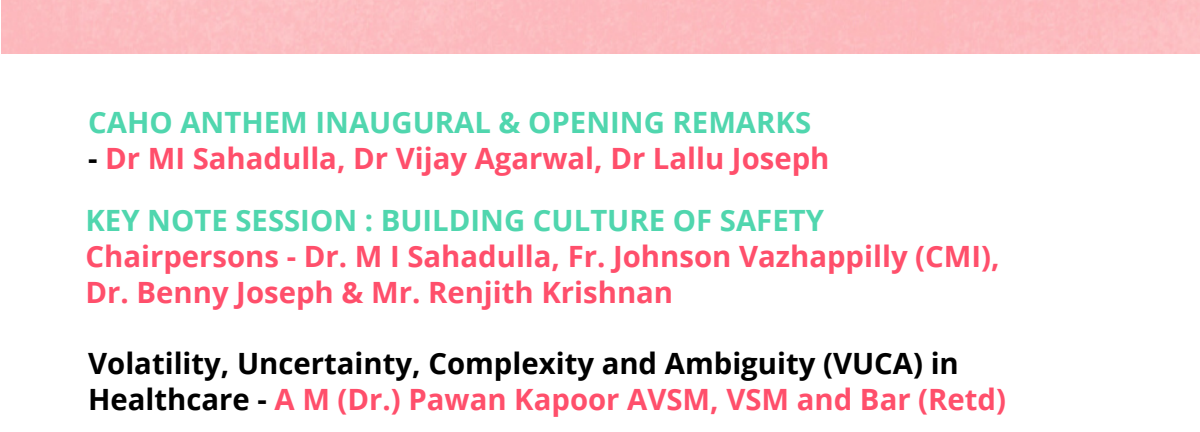 CAHO ANTHEM INAUGURAL & OPENING REMARKS
- Dr MI Sahadulla, Dr Vijay Agarwal, Dr Lallu Joseph
KEY NOTE SESSION : BUILDING CULTURE OF SAFETY
Chairpersons - Dr. M I Sahadulla, Fr. Johnson Vazhappilly (CMI),
Dr. Benny Joseph & Mr. Renjith Krishnan
Volatility, Uncertainty, Complexity and Ambiguity (VUCA) in
Healthcare - A M (Dr.) Pawan Kapoor AVSM, VSM and Bar (Retd)